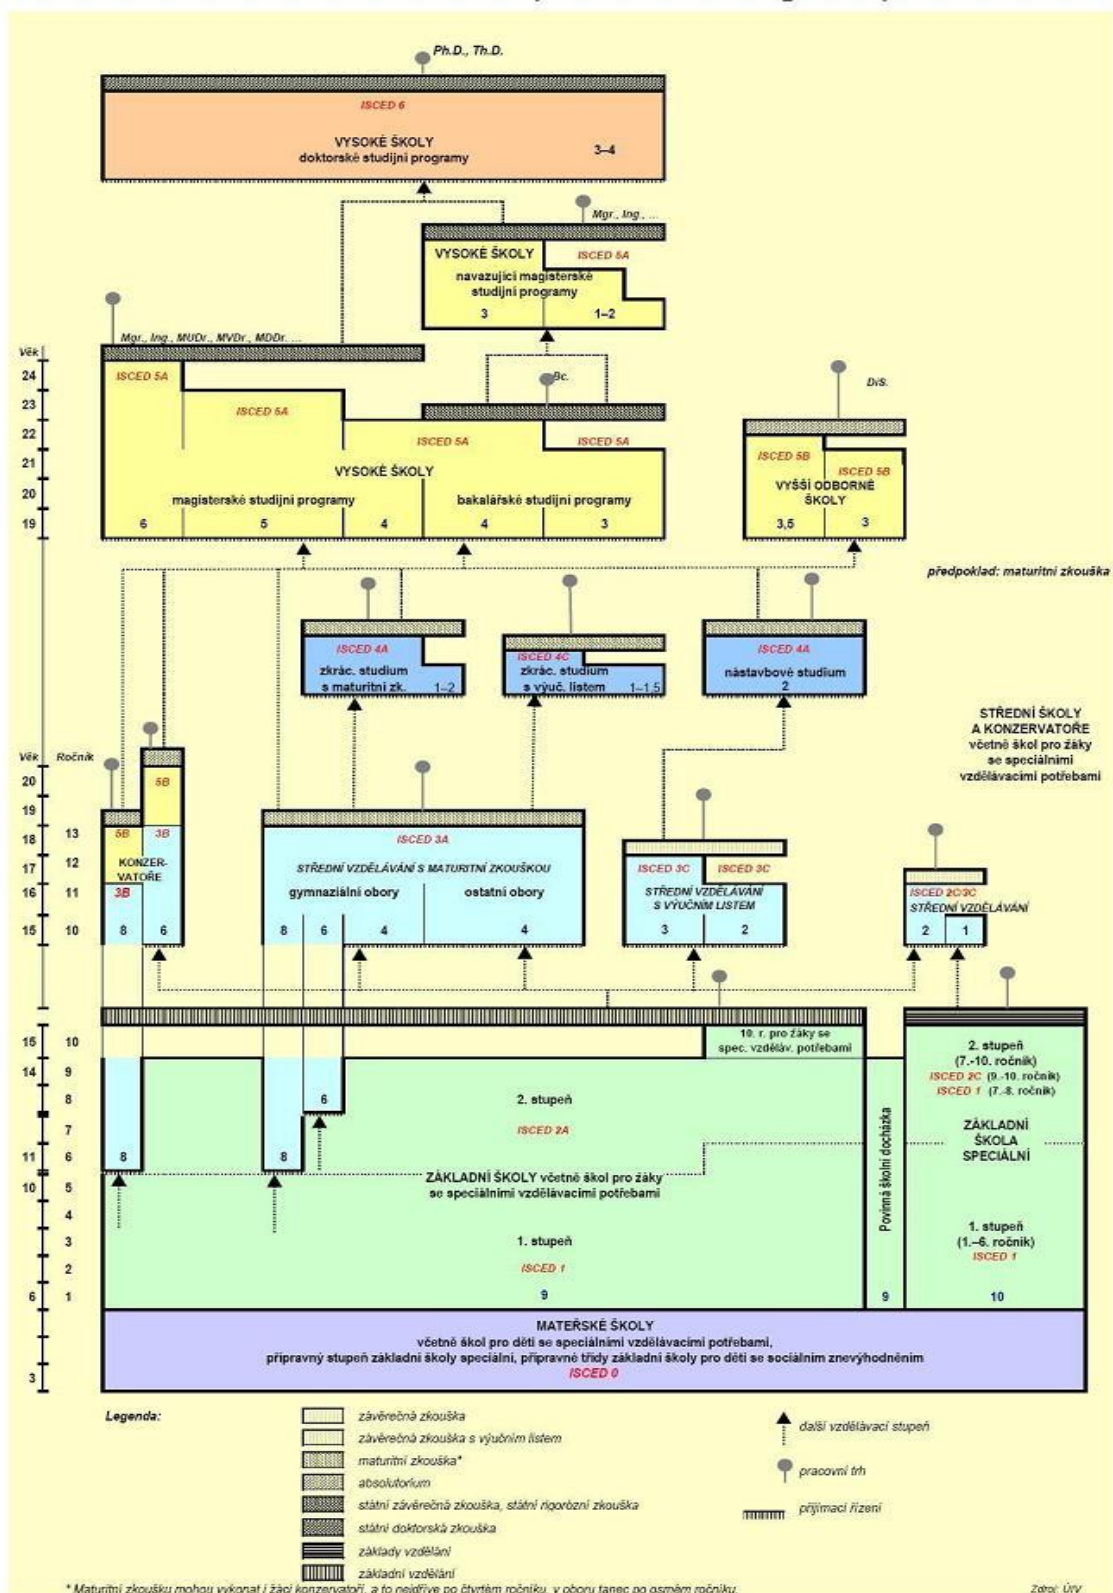 Ph.D., Th.D.
ISCED 6
VYSOKÉ ŠKOLY
doktorské studijní programy
3–4
Mgr., Ing., ...
VYSOKÉ ŠKOLY
ISCED 5A
navazující magisterské
studijní programy
3
1–2
Mgr., Ing., MUDr., MVDr., MDDr. ...
Věk
24
23
22
21
20
19
ISCED 5A
ISCED 5A
ISCED 5A
Bc.
ISCED 5A
VYSOKÉ ŠKOLY
magisterské studijní programy
bakalářské studijní programy
6
5
4
4
3
DiS.
ISCED 5B
ISCED 5B
VYŠŠÍ ODBORNÉ
ŠKOLY
3,5
3
předpoklad: maturitní zkouška
ISCED 4A
zkrác. studium
s maturitní zk.
1–2
ISCED 4C
zkrác. studium
s výuč. listem
1–1,5
ISCED 4A
nástavbové studium
2
STŘEDNÍ ŠKOLY
A KONZERVATOŘE
včetně škol pro žáky
se speciálními
vzdělávacími potřebami
Věk
Ročník
20
19
18
13
17
12
16
11
15
10
5B
5B
3B
KONZER-
VATOŘE
3B
8
6
ISCED 3A
STŘEDNÍ VZDĚLÁVÁNÍ S MATURITNÍ ZKOUŠKOU
gymnaziální obory
ostatní obory
8
6
4
4
ISCED 3C
ISCED 3C
STŘEDNÍ VZDĚLÁVÁNÍ
S VÝUČNÍM LISTEM
3
2
ISCED 2C/3C
STŘEDNÍ VZDĚLÁVÁNÍ
2
1
15
10
14
9
8
7
11
6
10
5
4
3
2
6
1
3
10. r. pro žáky se
spec. vzděláv. potřebami
8
8
6
2. stupeň
ISCED 2A
ZÁKLADNÍ ŠKOLY včetně škol pro žáky
se speciálními vzdělávacími potřebami
1. stupeň
ISCED 1
9
Povinná školní docházka
9
2. stupeň
(7.-10. ročník)
ISCED 2C (9.-10. ročník)
ISCED 1 (7.-8. ročník)
ZÁKLADNÍ
ŠKOLA
SPECIÁLNÍ
1. stupeň
(1.–6. ročník)
ISCED 1
10
MATEŘSKÉ ŠKOLY
včetně škol pro děti se speciálními vzdělávacími potřebami,
přípravný stupeň základní školy speciální, přípravné třídy základní školy pro děti se sociálním znevýhodněním
ISCED 0
Legenda:
závěrečná zkouška
závěrečná zkouška s výučním listem
maturitní zkouška*
absolutorium
státní závěrečná zkouška, státní rigorózní zkouška
státní doktorská zkouška
základy vzdělání
základní vzdělání
další vzdělávací stupeň
pracovní trh
přijímací řízení
* Maturitní zkoušku mohou vykonat i žáci konzervatoří, a to nejdříve po čtvrtém ročníku, v oboru tanec po osmém ročníku.
Zdroj: ÚIV